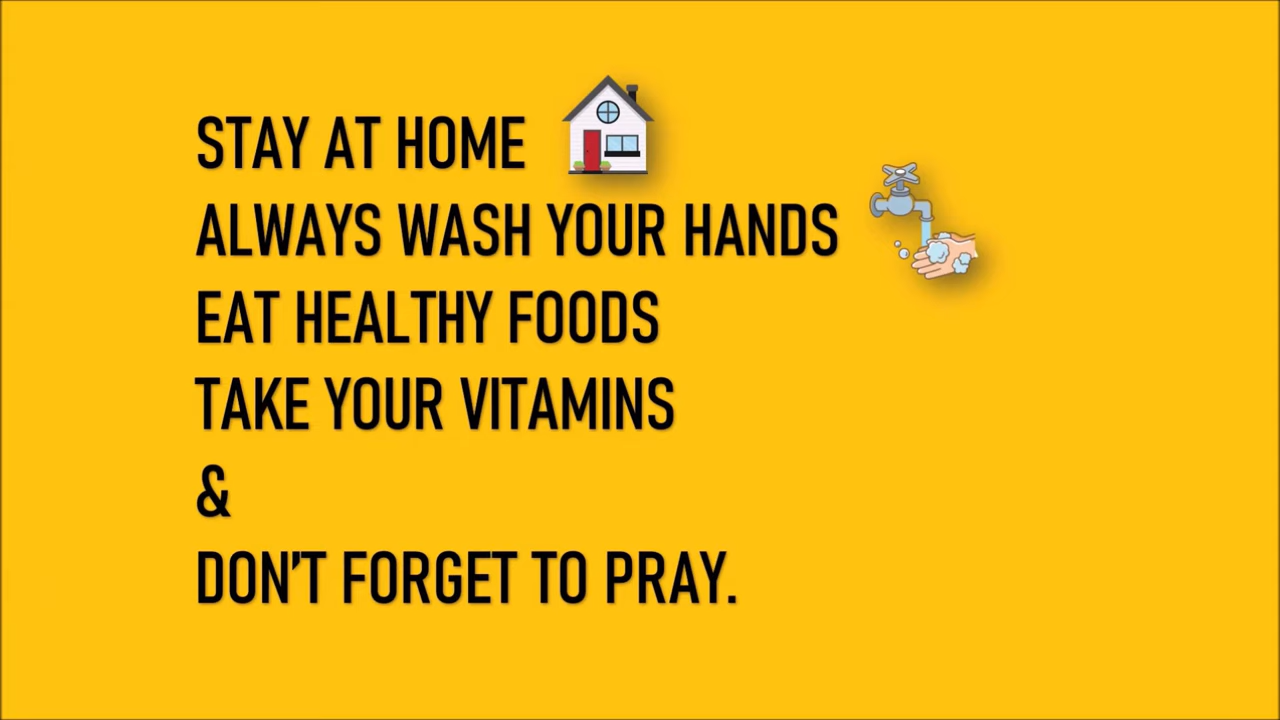 STAY AT HOME
ALWAYS WASH YOUR HANDS
EAT HEALTHY FOODS
TAKE YOUR VITAMINS
&
DON'T FORGET TO PRAY.